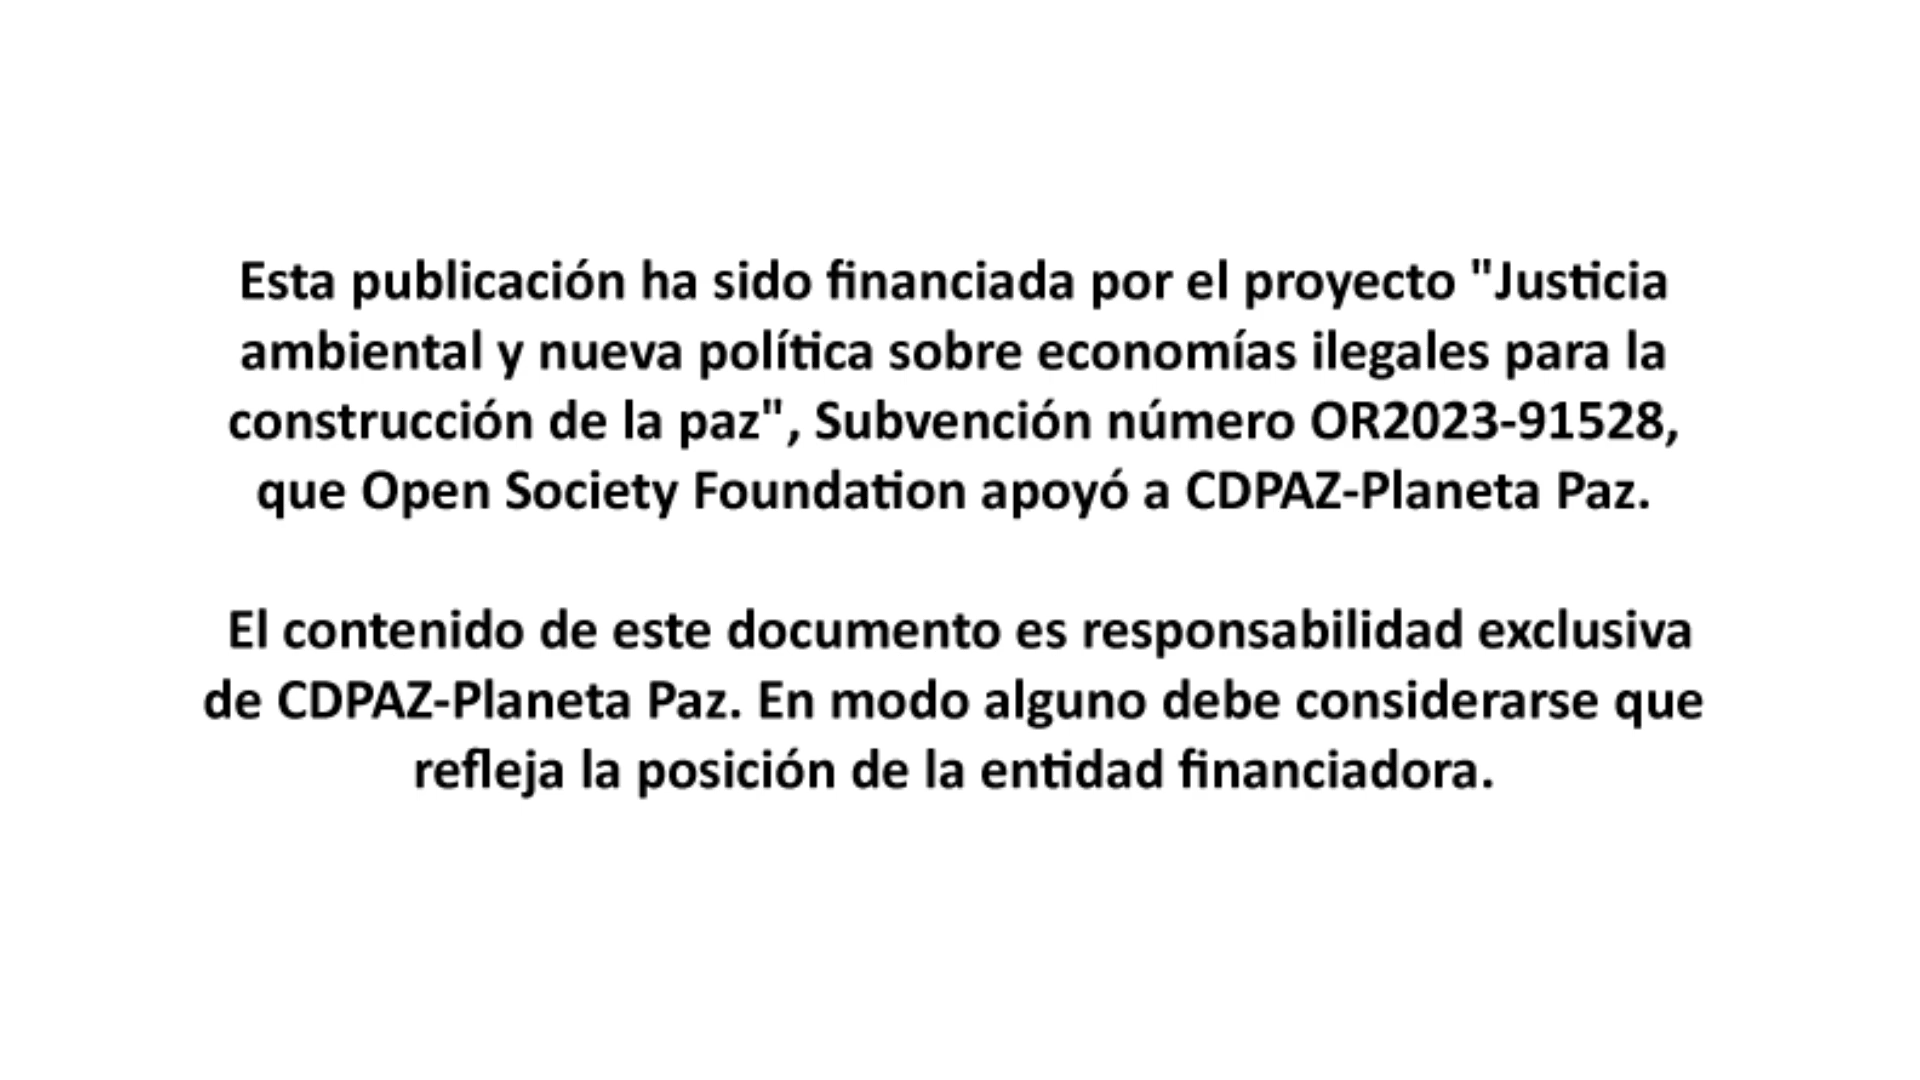 Esta publicación ha sido financiada por el proyecto "Justicia
ambiental y nueva política sobre economías ilegales para la
construcción de la paz", Subvención número OR2023-91528,
que Open Society Foundation apoyó a CDPAZ-Planeta Paz.
El contenido de este documento es responsabilidad exclusiva
de CDPAZ-Planeta Paz. En modo alguno debe considerarse que
refleja la posición de la entidad financiadora.